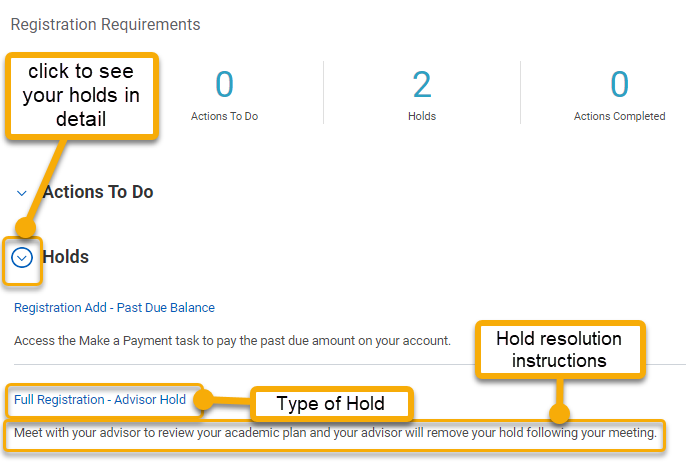 Registration Requirements
click to see
your holds in
detail
0
Actions To Do
2
Holds
0
Actions Completed
Actions To Do
Holds
Registration Add - Past Due Balance
Access the Make a Payment task to pay the past due amount on your account.
Hold resolution
instructions
Full Registration - Advisor Hold
Type of Hold
Meet with your advisor to review your academic plan and your advisor will remove your hold following your meeting.